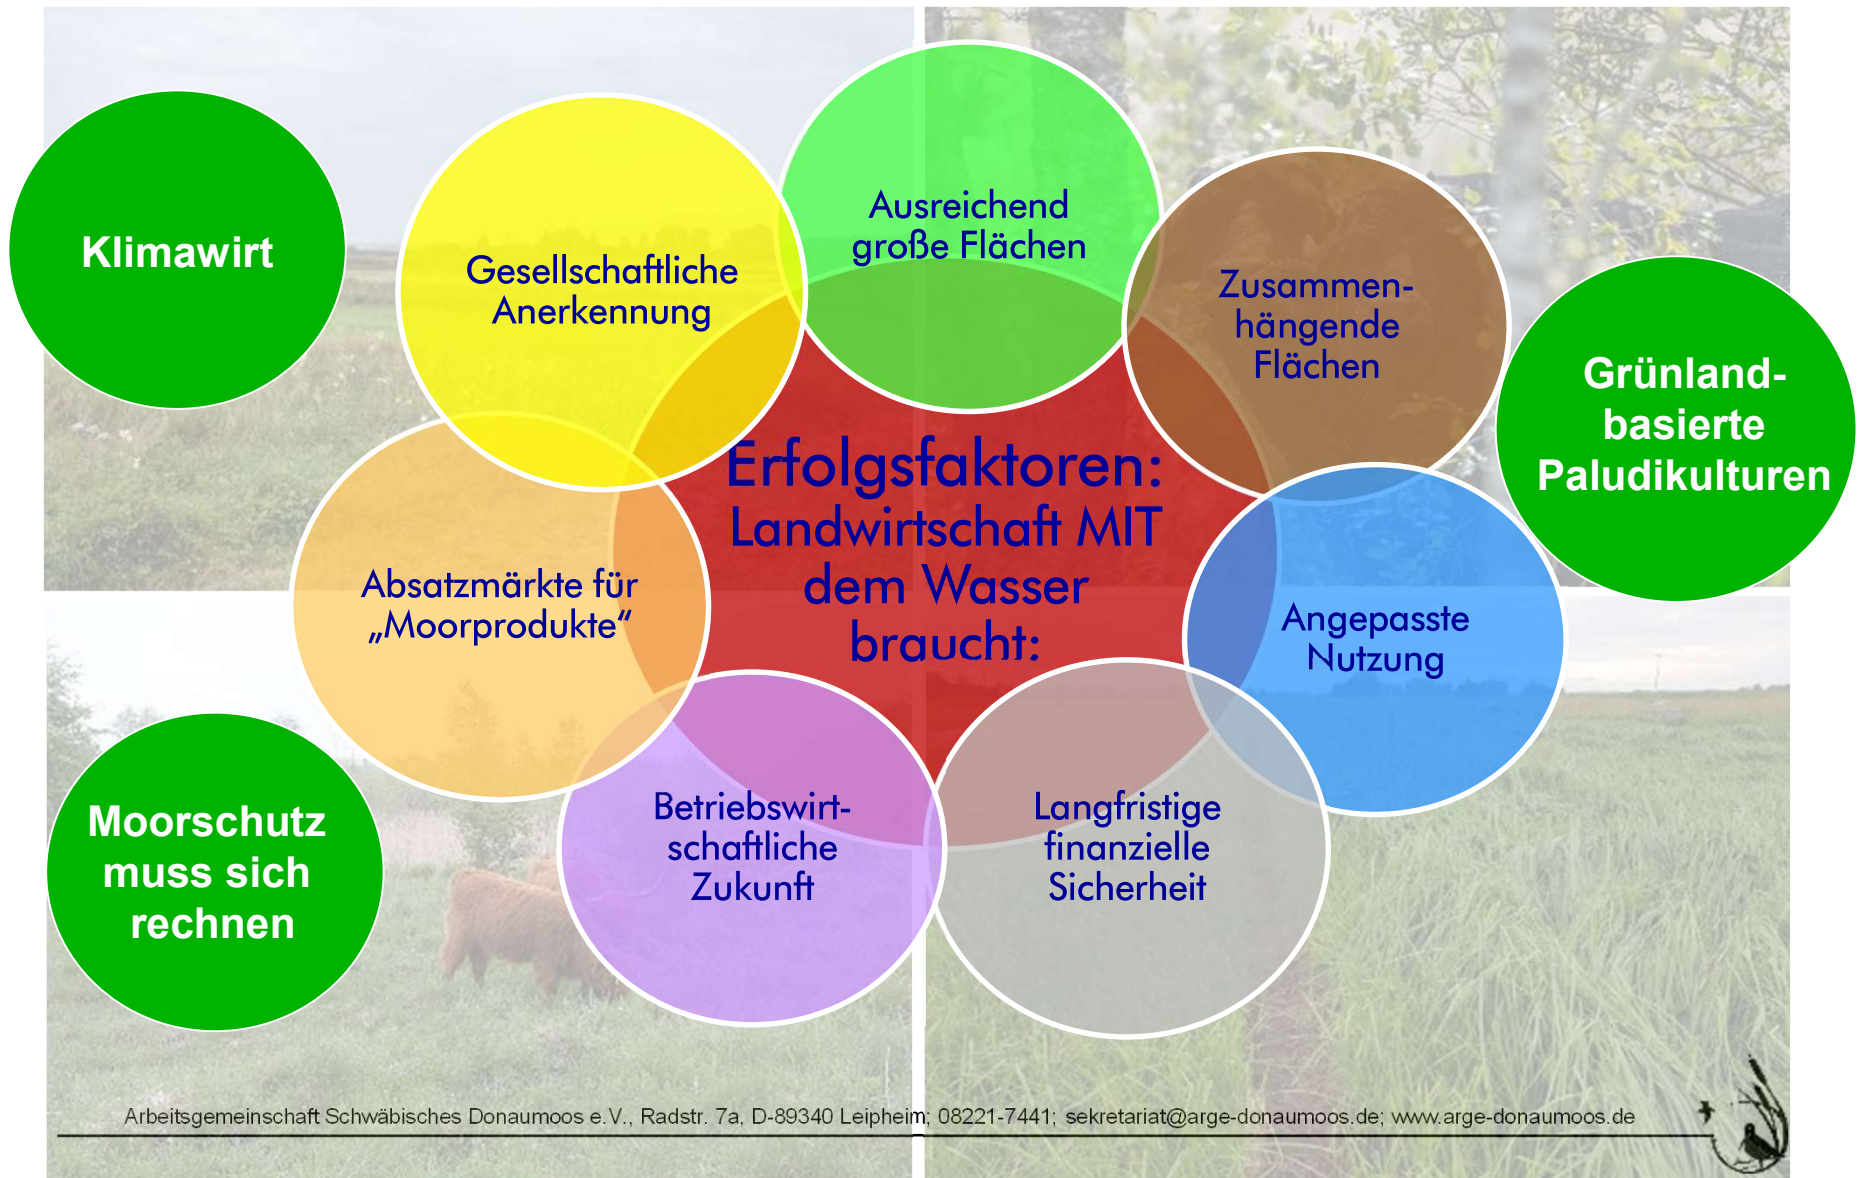 Klimawirt
Gesellschaftliche
Anerkennung
Ausreichend
große Flächen
Zusammen-
hängende
Flächen
Grünland-
basierte
Paludikulturen
Erfolgsfaktoren:
Landwirtschaft MIT
dem Wasser
braucht:
Absatzmärkte für
„Moorprodukte“
Angepasste
Nutzung
Moorschutz
muss sich
rechnen
Betriebswirt-
schaftliche
Zukunft
Langfristige
finanzielle
Sicherheit
Arbeitsgemeinschaft Schwäbisches Donaumoos e.V., Radstr. 7a, D-89340 Leipheim; 08221-7441; sekretariat@arge-donaumoos.de; www.arge-donaumoos.de